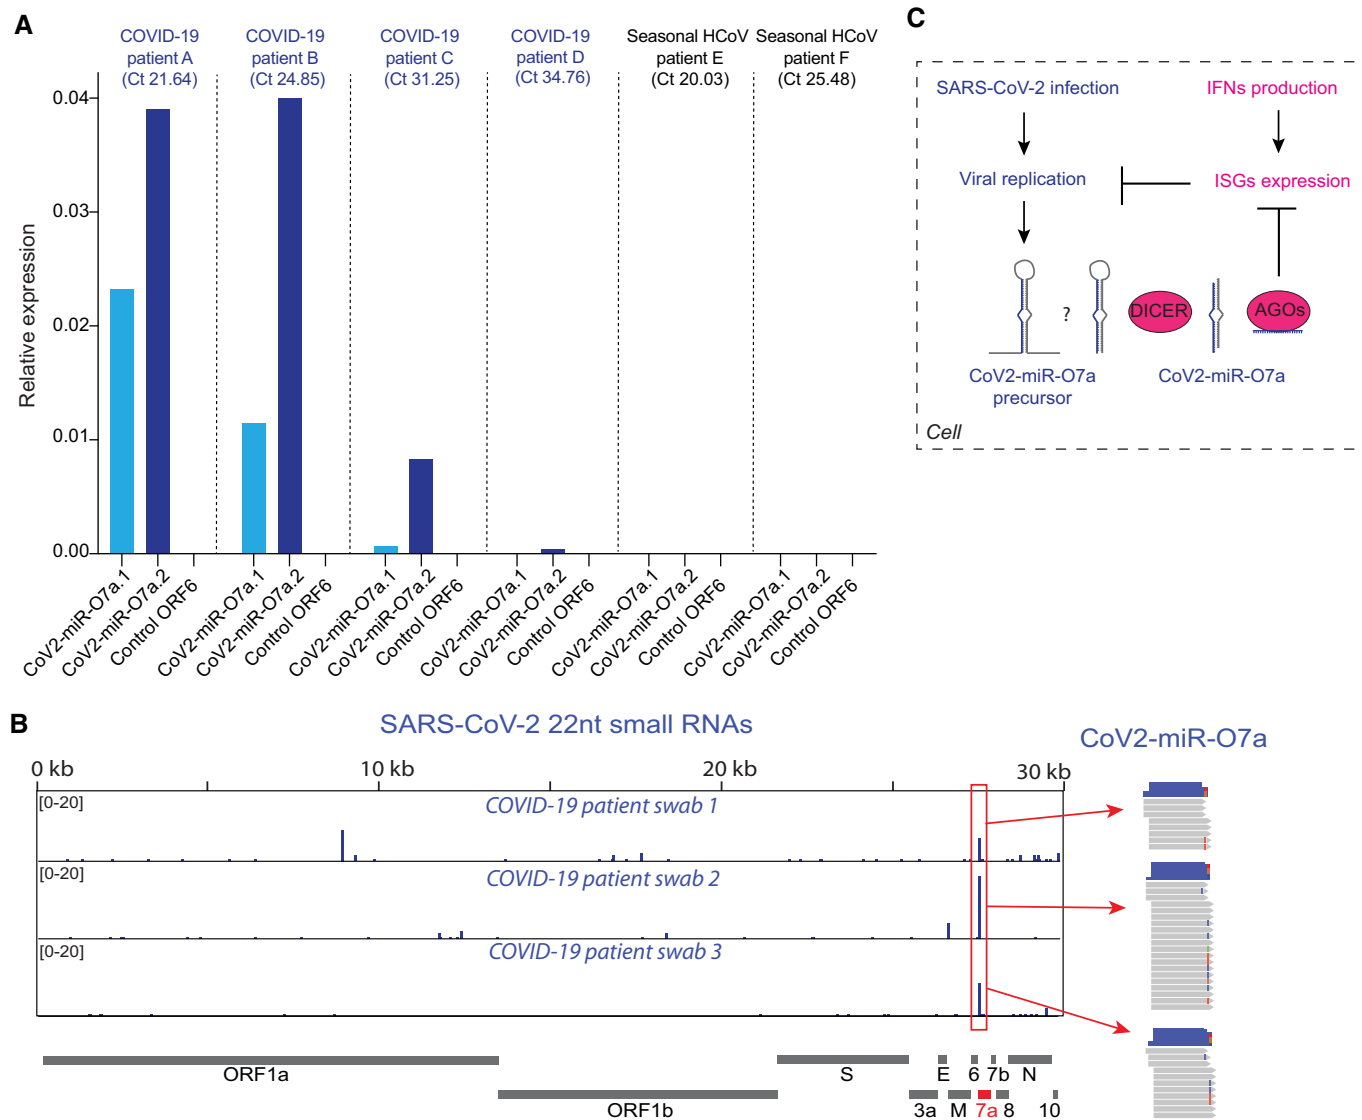 A
COVID-19 patient A (Ct 21.64)
COVID-19 patient B (Ct 24.85)
COVID-19 patient C (Ct 31.25)
COVID-19 patient D (Ct 34.76)
Seasonal HCoV patient E (Ct 20.03)
Seasonal HCoV patient F (Ct 25.48)
Relative expression
0.04
0.03
0.02
0.01
0.00
CoV2-miR-O7a.1
CoV2-miR-O7a.2
Control ORF6
CoV2-miR-O7a.1
CoV2-miR-O7a.2
Control ORF6
CoV2-miR-O7a.1
CoV2-miR-O7a.2
Control ORF6
CoV2-miR-O7a.1
CoV2-miR-O7a.2
Control ORF6
CoV2-miR-O7a.1
CoV2-miR-O7a.2
Control ORF6
CoV2-miR-O7a.1
CoV2-miR-O7a.2
Control ORF6
C
SARS-CoV-2 infection
IFNs production
Viral replication
ISGs expression
?
DICER
AGOs
CoV2-miR-O7a precursor
CoV2-miR-O7a
Cell
B
SARS-CoV-2 22nt small RNAs
CoV2-miR-O7a
0 kb
10 kb
20 kb
30 kb
[0-20]
COVID-19 patient swab 1
[0-20]
COVID-19 patient swab 2
[0-20]
COVID-19 patient swab 3
ORF1a
S
E
6
7b
N
ORF1b
3a
M
7a
8
10